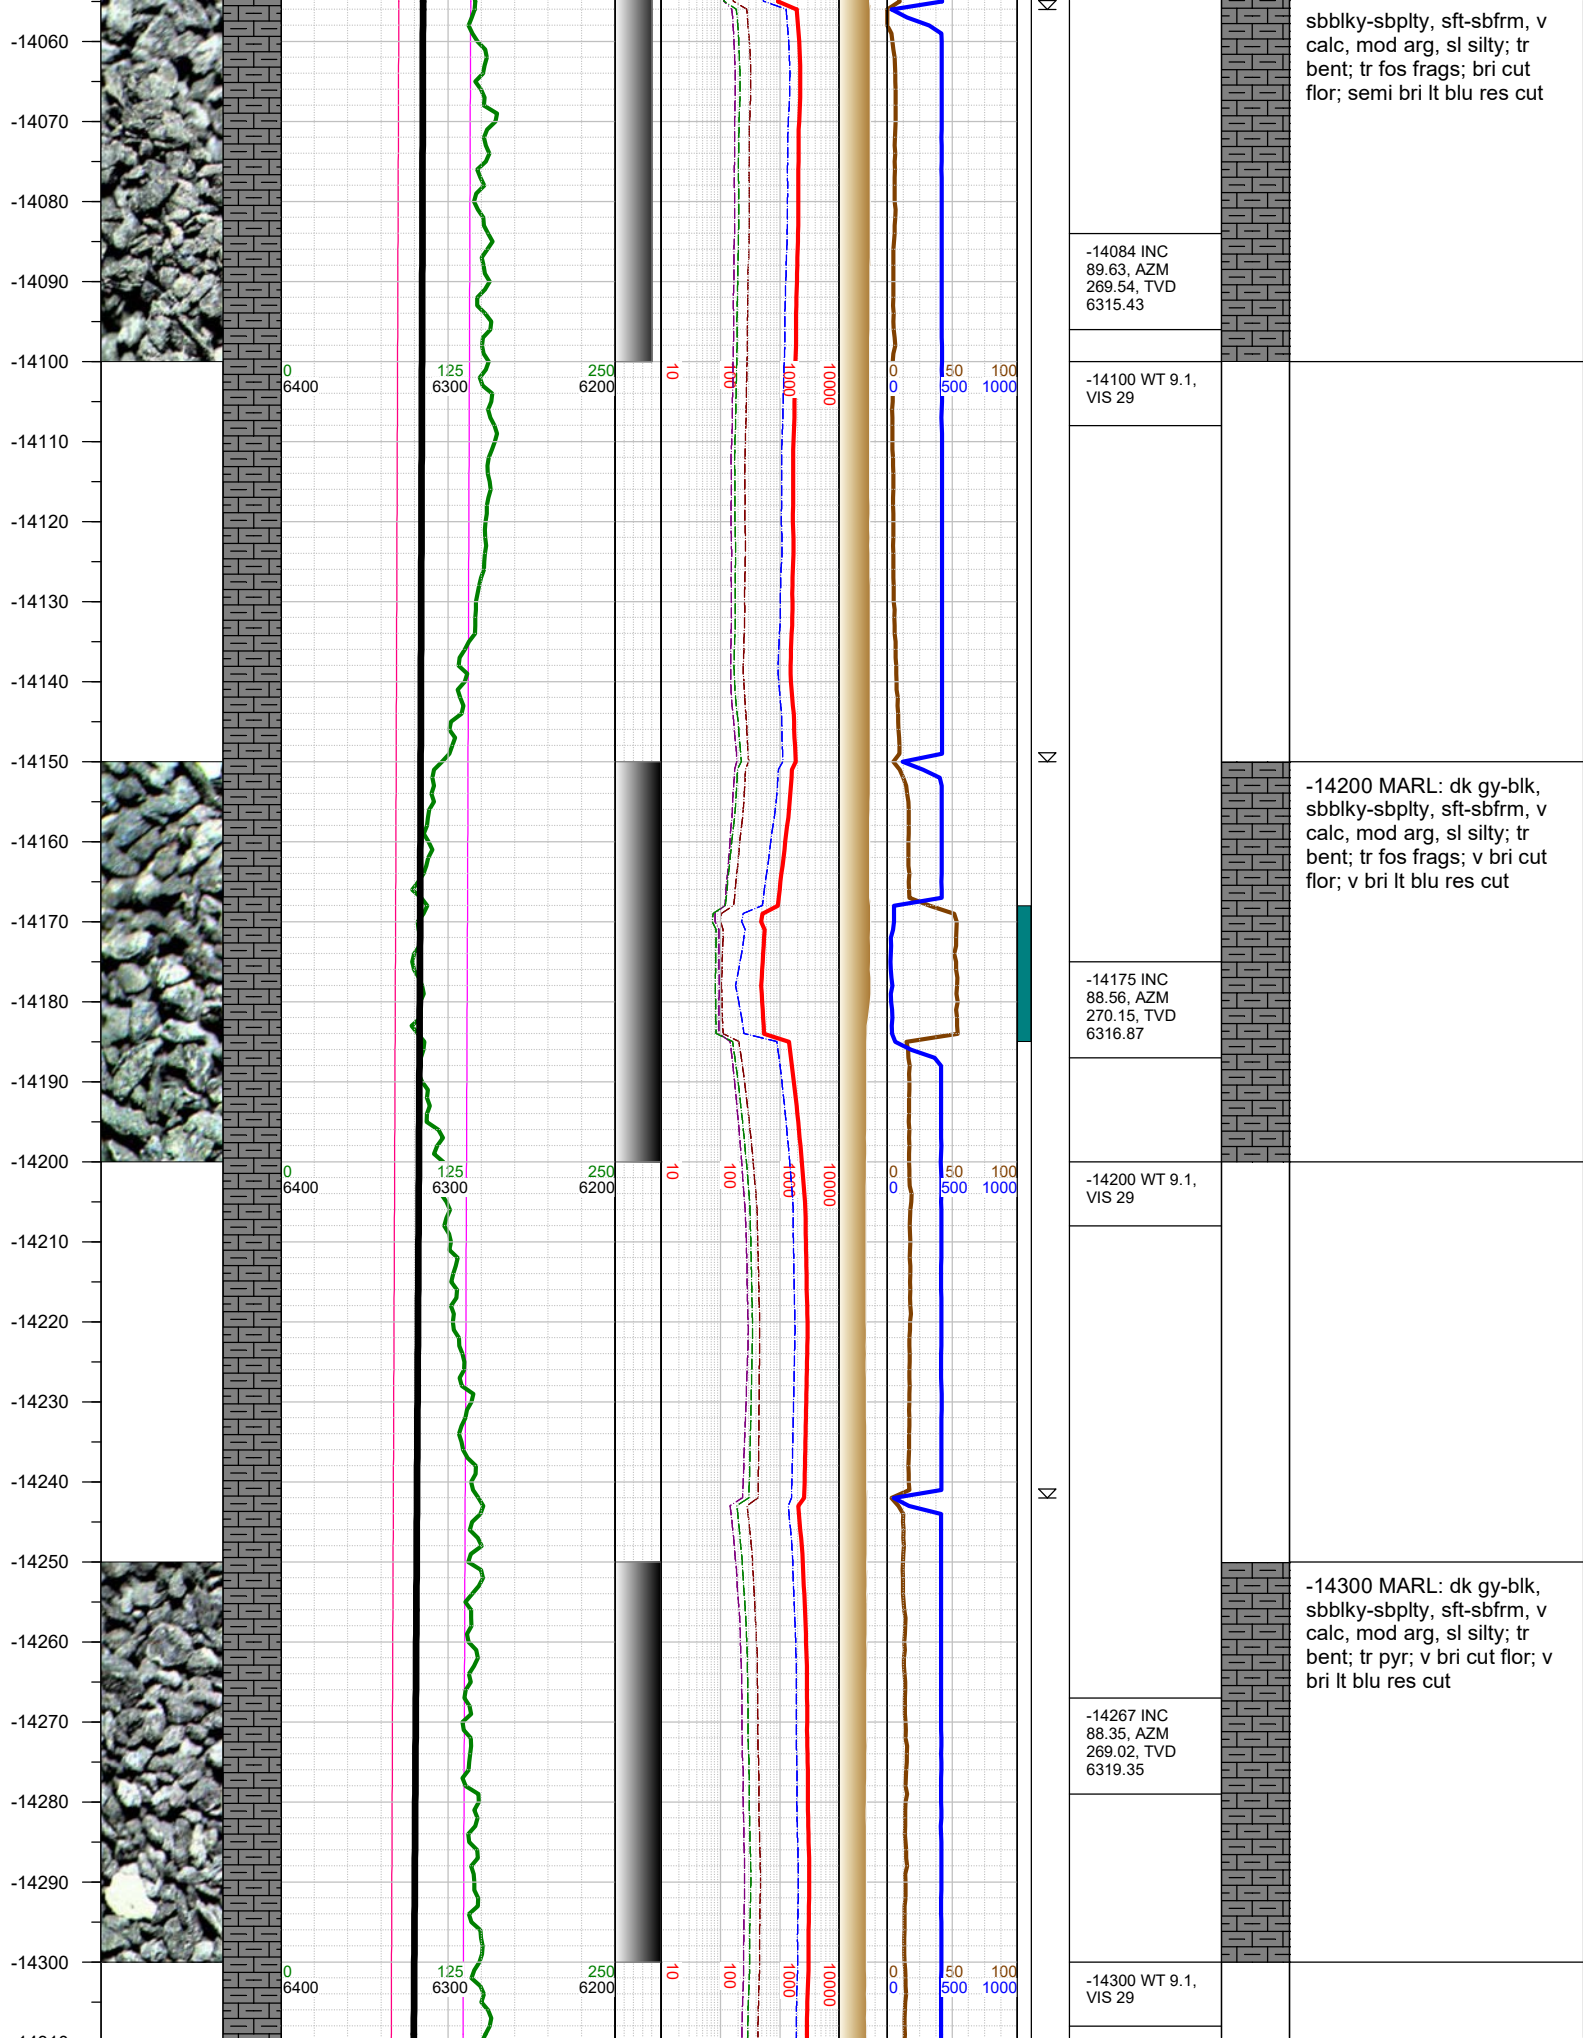 sbblky-sbplty, sft-sbfrm, v
calc, mod arg, sl silty; tr
bent; tr fos frags; bri cut
flor; semi bri lt blu res cut
-14060
-14070
-14080
-14090
-14084 INC
89.63, AZM
269.54, TVD
6315.43
-14100
0 125 250
6400 6300 6200
10 100 1000 10000
0 50 100
0 500 1000
-14100 WT 9.1,
VIS 29
-14110
-14120
-14130
-14140
-14150
-14200 MARL: dk gy-blk,
sbblky-sbplty, sft-sbfrm, v
calc, mod arg, sl silty; tr
bent; tr fos frags; v bri cut
flor; v bri lt blu res cut
-14160
-14170
-14175 INC
88.56, AZM
270.15, TVD
6316.87
-14180
-14190
-14200
0 125 250
6400 6300 6200
10 100 1000 10000
0 50 100
0 500 1000
-14200 WT 9.1,
VIS 29
-14210
-14220
-14230
-14240
-14250
-14300 MARL: dk gy-blk,
sbblky-sbplty, sft-sbfrm, v
calc, mod arg, sl silty; tr
bent; tr pyr; v bri cut flor; v
bri lt blu res cut
-14260
-14270
-14267 INC
88.35, AZM
269.02, TVD
6319.35
-14280
-14290
-14300
0 125 250
6400 6300 6200
10 100 1000 10000
0 50 100
0 500 1000
-14300 WT 9.1,
VIS 29